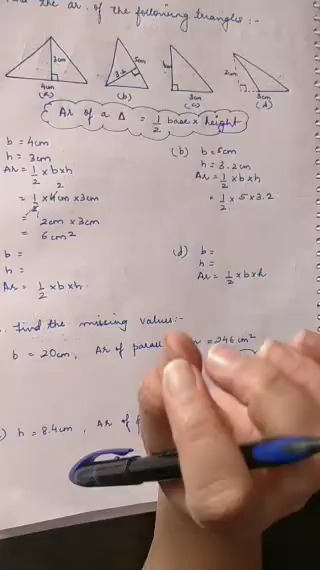 the ar. of the following triangles :-
3cm
4cm
(a)
5cm
3.2
(b)
3cm
(c)
2cm
3cm
(d)
Ar of a Δ = 1/2 base × height
b = 4cm
h = 3cm
Ar = 1/2 × b × h
= 1/2 × 4cm × 3cm
= 2cm × 3cm
= 6cm²
(b) b = 5cm
h = 3.2cm
Ar = 1/2 × b × h
= 1/2 × 5 × 3.2
b =
h =
Ar = 1/2 × b × h
(d) b =
h =
Ar = 1/2 × b × h
find the missing values :-
b = 20cm, Ar of = 246 cm²
h = 8.4cm, Ar of